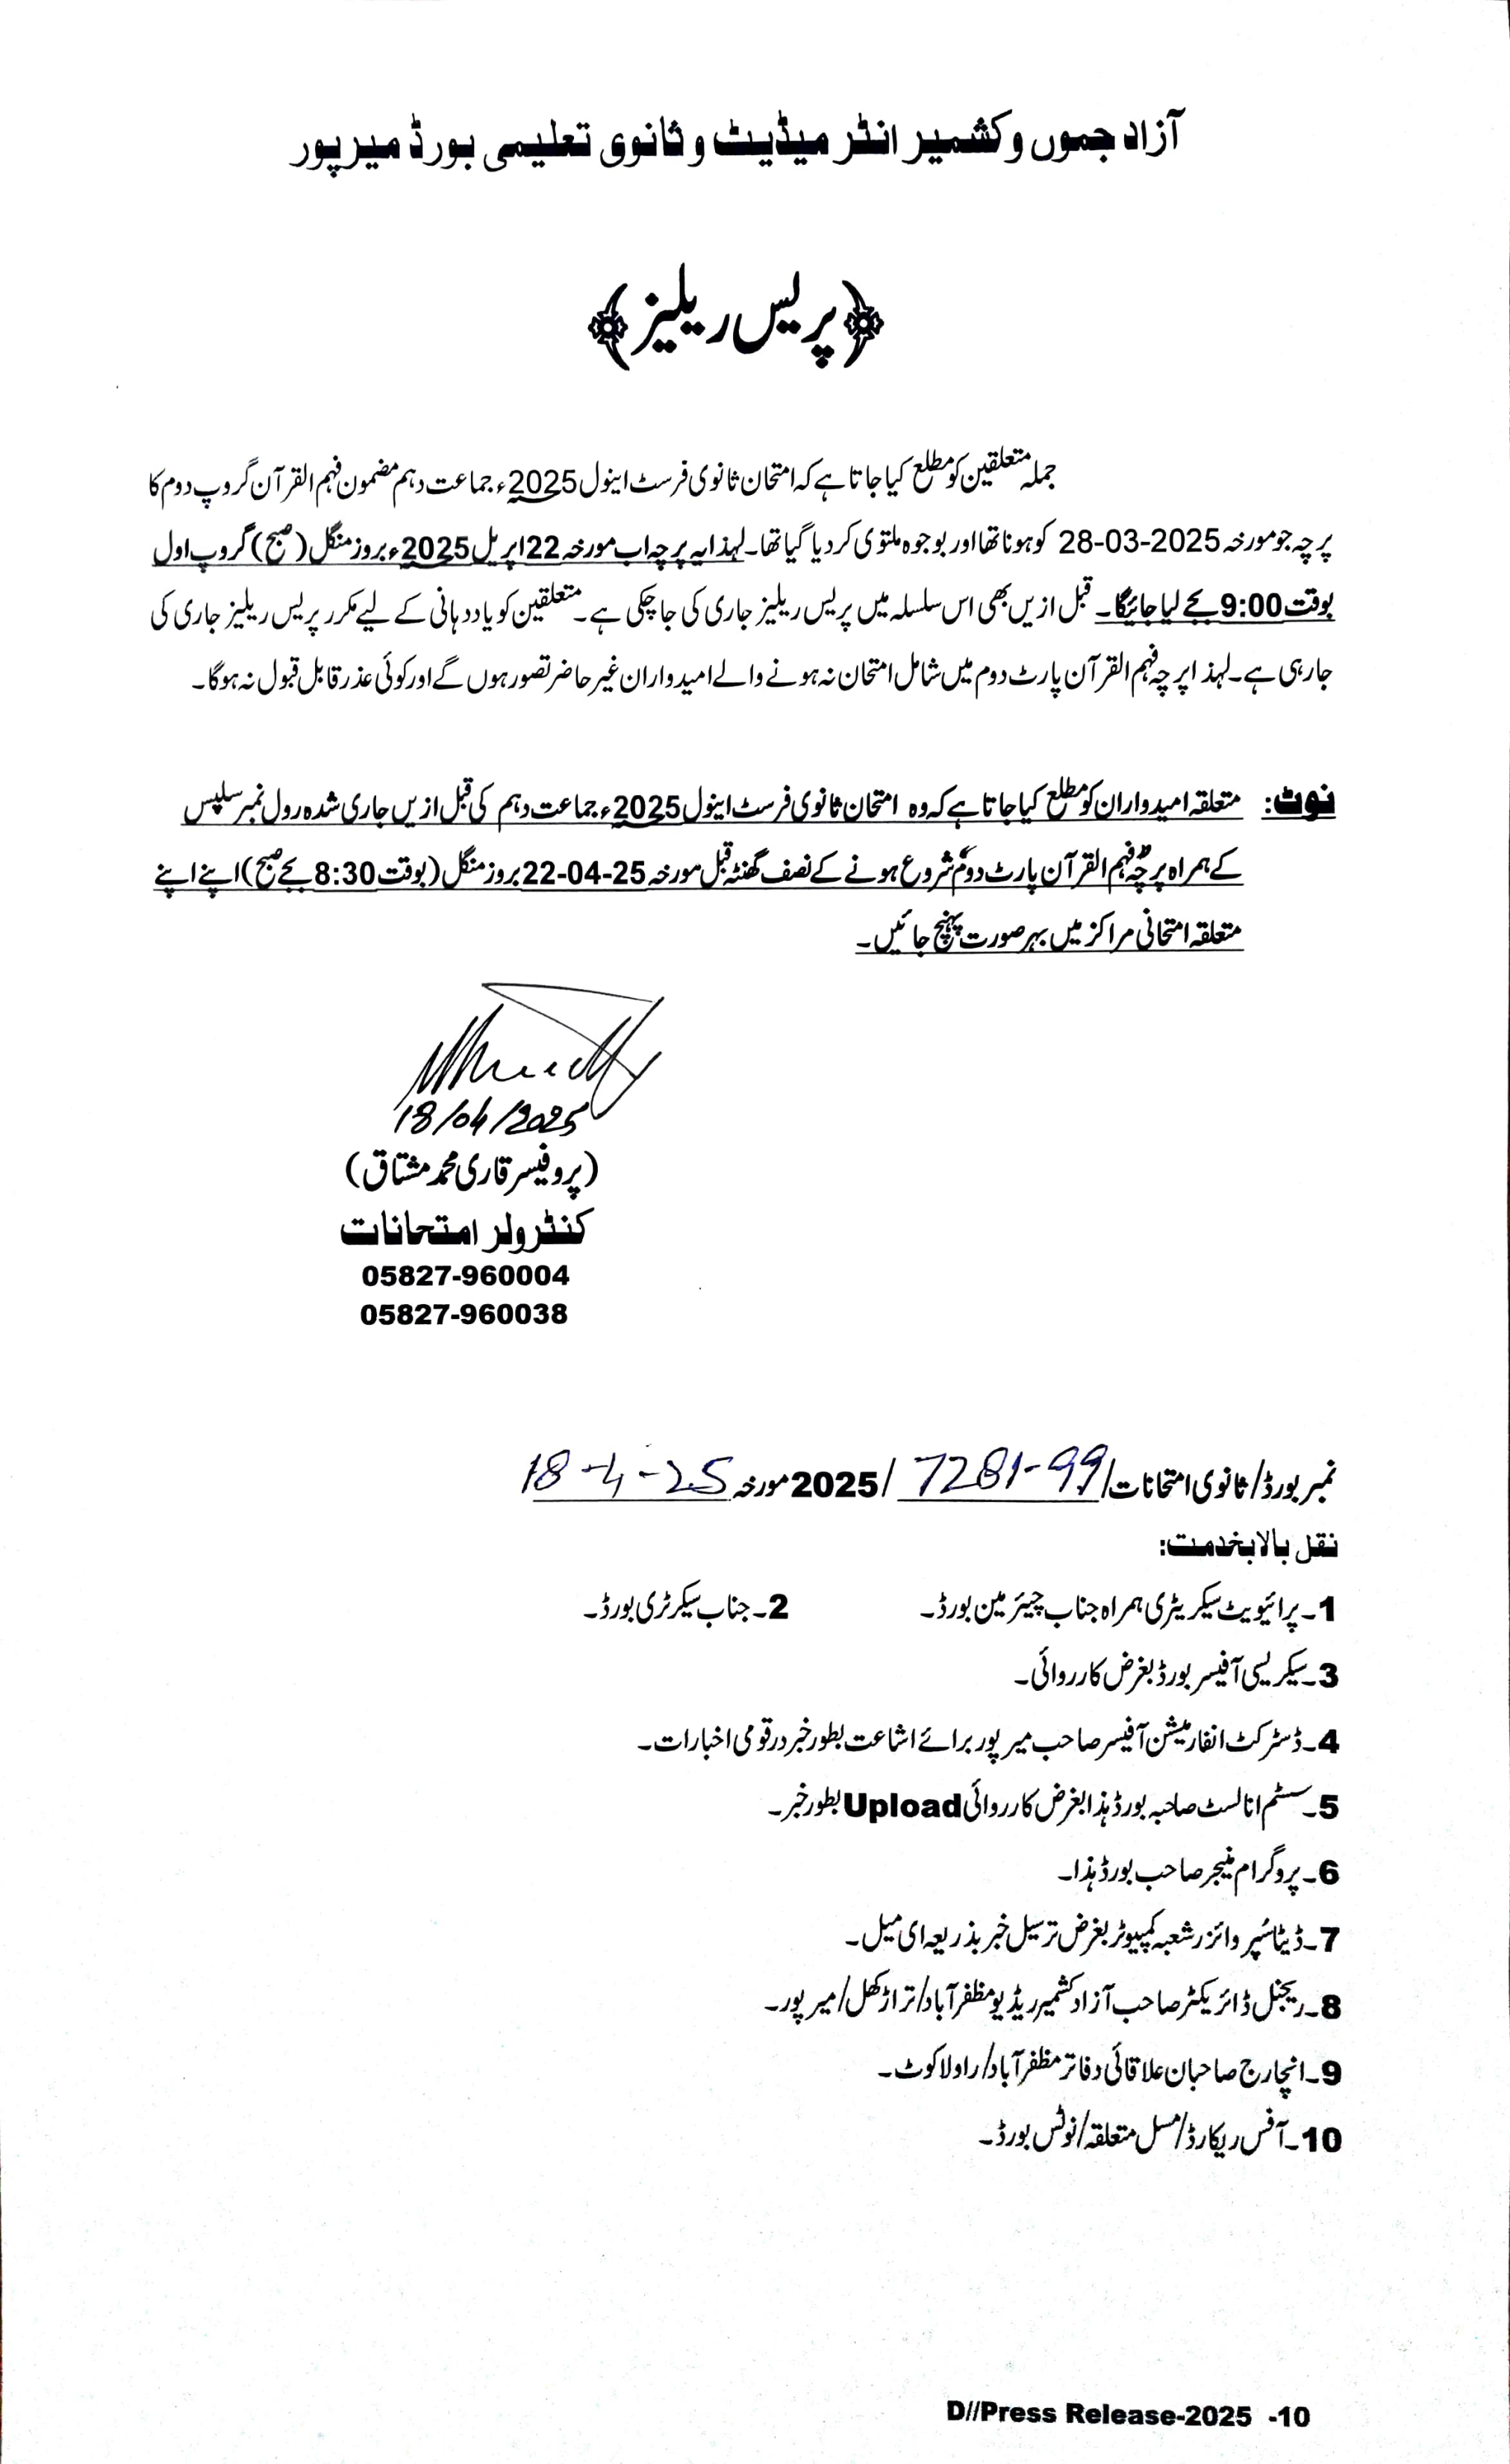 آزاد جموں و کشمیر انٹر میڈیٹ و ثانوی تعلیمی بورڈ میرپور
﴿پریس ریلیز﴾
جملہ متعلقین کو مطلع کیا جاتا ہے کہ امتحان ثانوی فرسٹ اینول 2025ء جماعت دہم مضمون فہم القرآن گروپ دوم کا
پرچہ جو مورخہ 28-03-2025 کو ہونا تھا اور بوجوہ ملتوی کر دیا گیا تھا۔ لہذا یہ پرچہ اب مورخہ 22 اپریل 2025ء بروز منگل (صبح) گروپ اول
بوقت 9:00 بجے لیا جائیگا۔ قبل ازیں بھی اس سلسلہ میں پریس ریلیز جاری کی جا چکی ہے۔ متعلقین کو یاد دہانی کے لیے مکرر پریس ریلیز جاری کی
جا رہی ہے۔ لہذا پرچہ فہم القرآن پارٹ دوم میں شامل امتحان نہ ہونے والے امیدواران غیر حاضر تصور ہوں گے اور کوئی عذر قابل قبول نہ ہوگا۔
نوٹ: متعلقہ امیدواران کو مطلع کیا جاتا ہے کہ وہ امتحان ثانوی فرسٹ اینول 2025ء جماعت دہم کی قبل ازیں جاری شدہ رول نمبر سلپس
کے ہمراہ پرچہ فہم القرآن پارٹ دوم شروع ہونے کے نصف گھنٹہ قبل مورخہ 22-04-25 بروز منگل (بوقت 8:30 بجے صبح) اپنے اپنے
متعلقہ امتحانی مراکز میں بہر صورت پہنچ جائیں۔
18/04/2025
(پروفیسر قاری محمد مشتاق)
کنٹرولر امتحانات
05827-960004
05827-960038
نمبر بورڈ/ثانوی امتحانات/7281-99/2025 مورخہ 18-4-25
نقل بالا بخدمت:
1۔ پرائیویٹ سیکریٹری ہمراہ جناب چیئرمین بورڈ۔ 2۔ جناب سیکرٹری بورڈ۔
3۔ سیکریسی آفیسر بورڈ بغرض کارروائی۔
4۔ ڈسٹرکٹ انفارمیشن آفیسر صاحب میرپور برائے اشاعت بطور خبر در قومی اخبارات۔
5۔ سسٹم انالسٹ صاحبہ بورڈ ہذا بغرض کارروائی Upload بطور خبر۔
6۔ پروگرام منیجر صاحب بورڈ ہذا۔
7۔ ڈیٹا سپروائزر شعبہ کمپیوٹر بغرض ترسیل خبر بذریعہ ای میل۔
8۔ ریجنل ڈائریکٹر صاحب آزاد کشمیر ریڈیو مظفرآباد/تراڑکھل/میرپور۔
9۔ انچارج صاحبان علاقائی دفاتر مظفرآباد/راولاکوٹ۔
10۔ آفس ریکارڈ/مسل متعلقہ/نوٹس بورڈ۔
D//Press Release-2025 -10